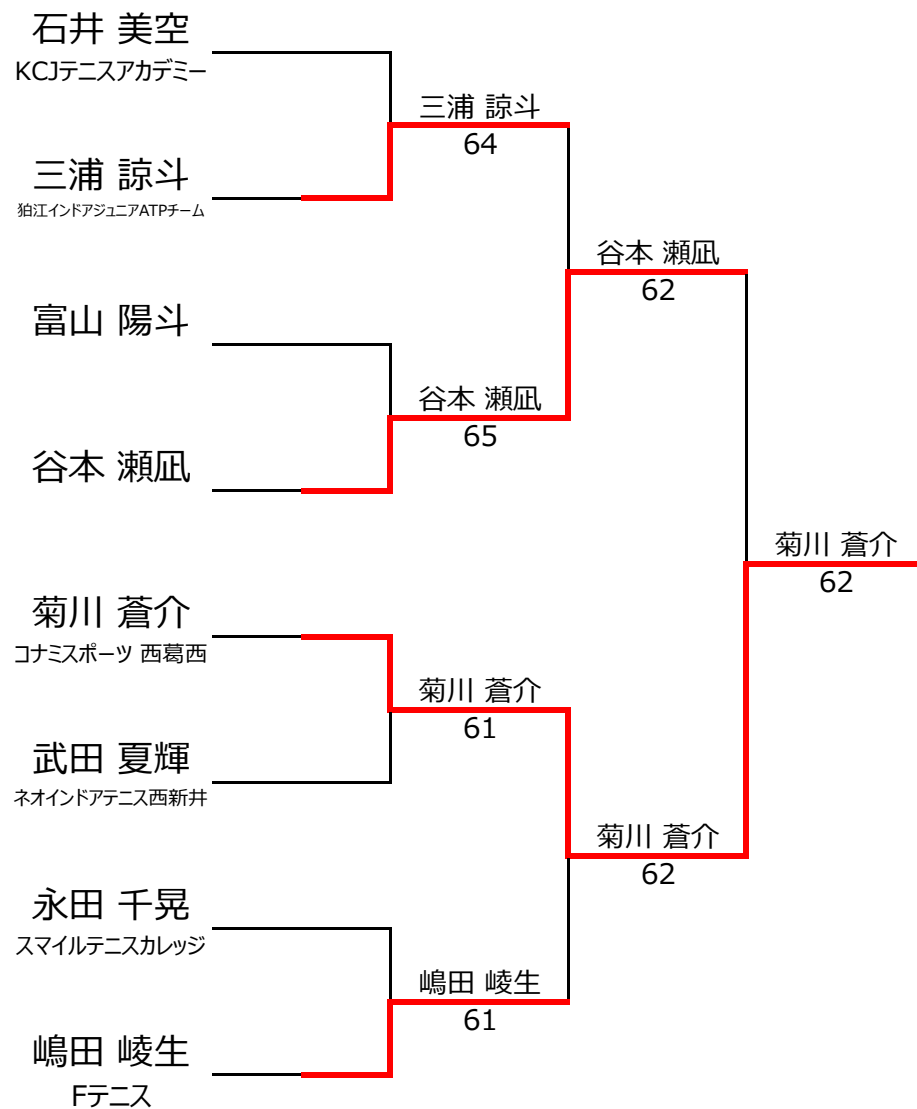 石井 美空
KCJテニスアカデミー
三浦 諒斗
64
三浦 諒斗
狛江インドアジュニアATPチーム
谷本 瀬凪
62
富山 陽斗
谷本 瀬凪
65
谷本 瀬凪
菊川 蒼介
62
菊川 蒼介
コナミスポーツ 西葛西
菊川 蒼介
61
武田 夏輝
ネオインドアテニス西新井
菊川 蒼介
62
永田 千晃
スマイルテニスカレッジ
嶋田 崚生
61
嶋田 崚生
Fテニス